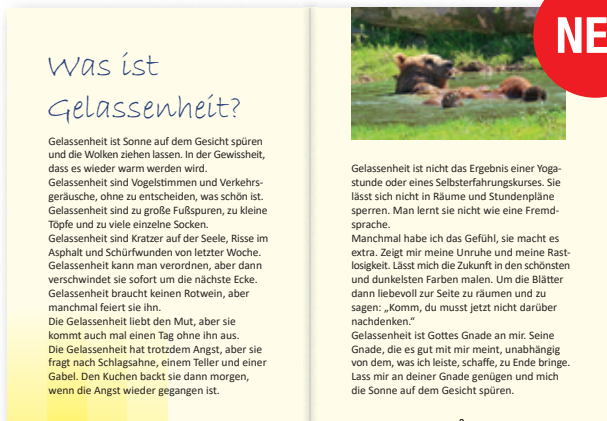 Was ist
Gelassenheit?
Gelassenheit ist Sonne auf dem Gesicht spüren
und die Wolken ziehen lassen. In der Gewissheit,
dass es wieder warm werden wird.
Gelassenheit sind Vogelstimmen und Verkehrs-
geräusche, ohne zu entscheiden, was schön ist.
Gelassenheit sind zu große Fußspuren, zu kleine
Töpfe und zu viele einzelne Socken.
Gelassenheit sind Kratzer auf der Seele, Risse im
Asphalt und Schürfwunden von letzter Woche.
Gelassenheit kann man verordnen, aber dann
verschwindet sie sofort um die nächste Ecke.
Gelassenheit braucht keinen Rotwein, aber
manchmal feiert sie ihn.
Die Gelassenheit liebt den Mut, aber sie
kommt auch mal einen Tag ohne ihn aus.
Die Gelassenheit hat trotzdem Angst, aber sie
fragt nach Schlagsahne, einem Teller und einer
Gabel. Den Kuchen backt sie dann morgen,
wenn die Angst wieder gegangen ist.
NE
Gelassenheit ist nicht das Ergebnis einer Yoga-
stunde oder eines Selbsterfahrungskurses. Sie
lässt sich nicht in Räume und Stundenpläne
sperren. Man lernt sie nicht wie eine Fremd-
sprache.
Manchmal habe ich das Gefühl, sie macht es
extra. Zeigt mir meine Unruhe und meine Rast-
losigkeit. Lässt mich die Zukunft in den schönsten
und dunkelsten Farben malen. Um die Blätter
dann liebevoll zur Seite zu räumen und zu
sagen: „Komm, du musst jetzt nicht darüber
nachdenken.“
Gelassenheit ist Gottes Gnade an mir. Seine
Gnade, die es gut mit mir meint, unabhängig
von dem, was ich leiste, schaffe, zu Ende bringe.
Lass mir an deiner Gnade genügen und mich
die Sonne auf dem Gesicht spüren.